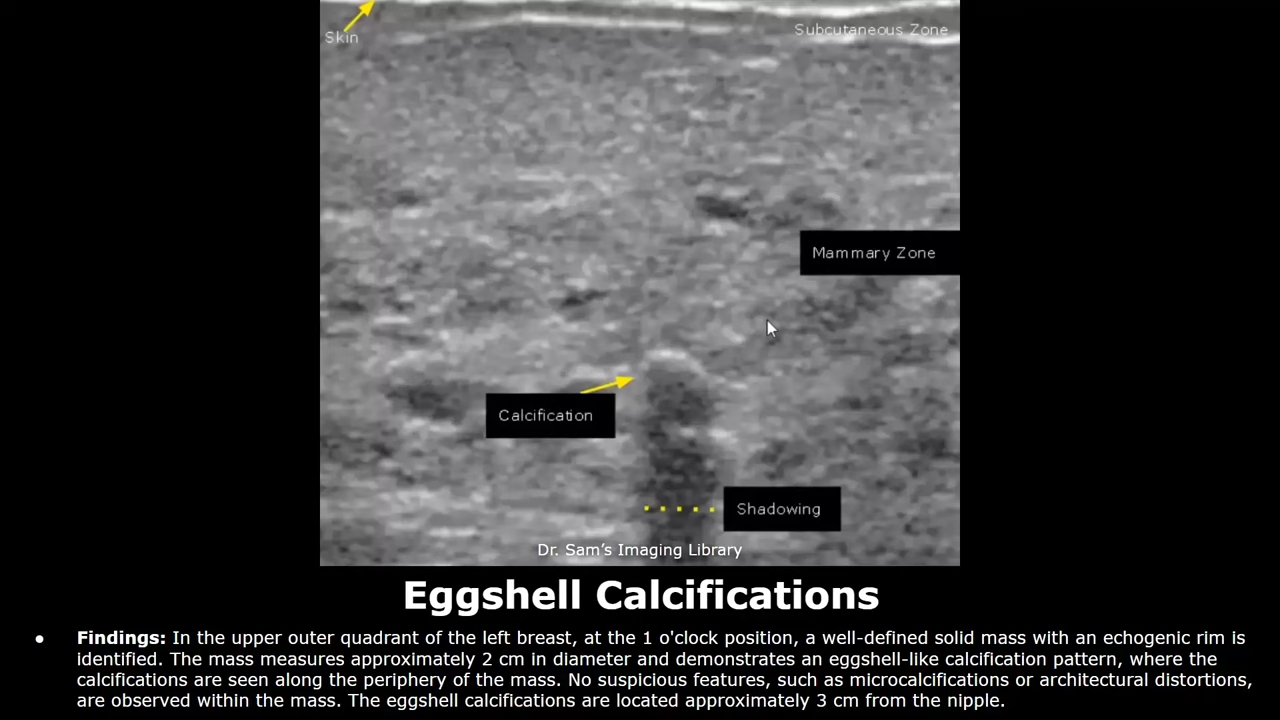 Skin
Subcutaneous Zone
Mammary Zone
Calcification
Shadowing
Dr. Sam’s Imaging Library
Eggshell Calcifications
• Findings: In the upper outer quadrant of the left breast, at the 1 o'clock position, a well-defined solid mass with an echogenic rim is
identified. The mass measures approximately 2 cm in diameter and demonstrates an eggshell-like calcification pattern, where the
calcifications are seen along the periphery of the mass. No suspicious features, such as microcalcifications or architectural distortions,
are observed within the mass. The eggshell calcifications are located approximately 3 cm from the nipple.